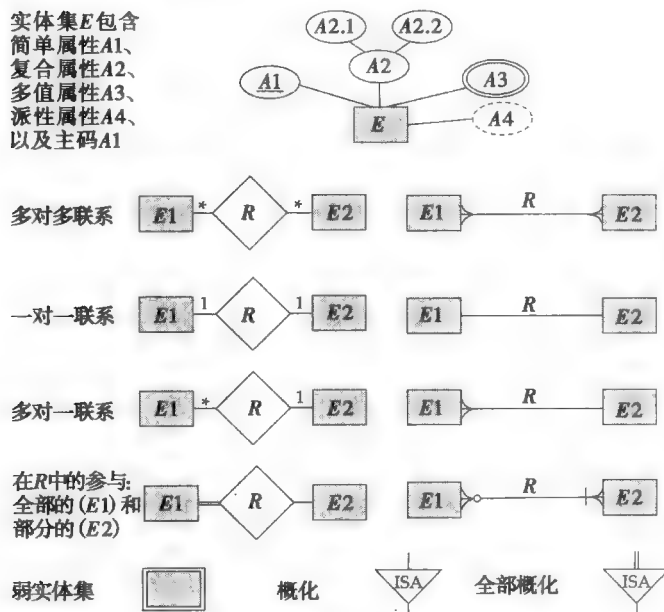 实体集E包含
简单属性A1、
复合属性A2、
多值属性A3、
派性属性A4、
以及主码A1
A2.1 A2.2
A1 A2 A3
E A4
多对多联系 E1 * R * E2 E1 R E2
一对一联系 E1 1 R 1 E2 E1 R E2
多对一联系 E1 * R 1 E2 E1 R E2
在R中的参与:
全部的(E1)和 E1 R E2 E1 R E2
部分的(E2)
弱实体集 概化 ISA 全部概化 ISA